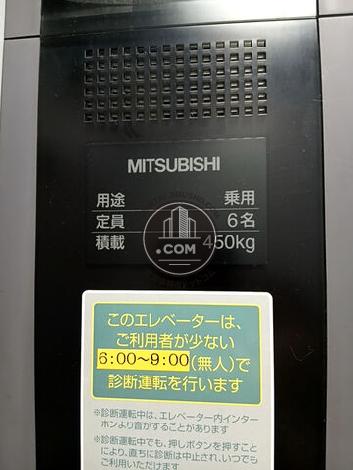 MITSUBISHI
用途 乗用
定員 6名
積載 450kg
.COM
このエレベーターは、
ご利用者が少ない
6:00~9:00(無人)で
診断運転を行います
※診断運転中は、エレベーター内インター
ホンより音がすることがあります
※診断運転中でも、押しボタンを押すこと
により、直ちに診断は中止され、いつでも
ご利用いただけます